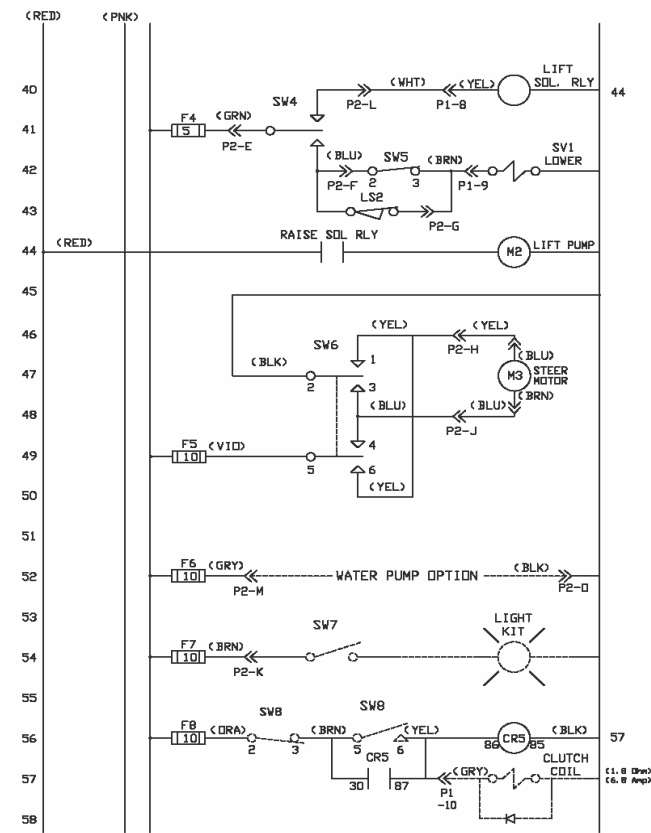 (RED) (PNK)
LIFT
40 (WHT) (YEL) SOL. RLY 44
SW4 P2-L P1-8
F4 (GRN)
41 5
P2-E
(BLU) SW5 (BRN) SV1
42 LOWER
P2-F 2 3 P1-9
LS2
43
P2-G
RAISE SOL RLY
44 (RED) M2 LIFT PUMP
45
(YEL) (YEL)
46
SW6 1 P2-H (BLU)
(BLK) STEER
47 2 3 M3 MOTOR
(BRN)
(BLU) (BLU)
48
4 P2-J
F5 (VIO)
49 10
5 6
(YEL)
50
51
F6 (GRY) (BLK)
52 10 WATER PUMP OPTION
P2-M P2-O
53
LIGHT
SW7 KIT
F7 (BRN)
54 10
P2-K
55
SW8 SW8
F8 (ORA) (BRN) (YEL) (BLK)
56 10 CR5 57
2 3 5 6 86 85
CR5 (GRY) CLUTCH
57 COIL (1.8 Ohm)
30 87 P1 (6.8 Amp)
-10
58